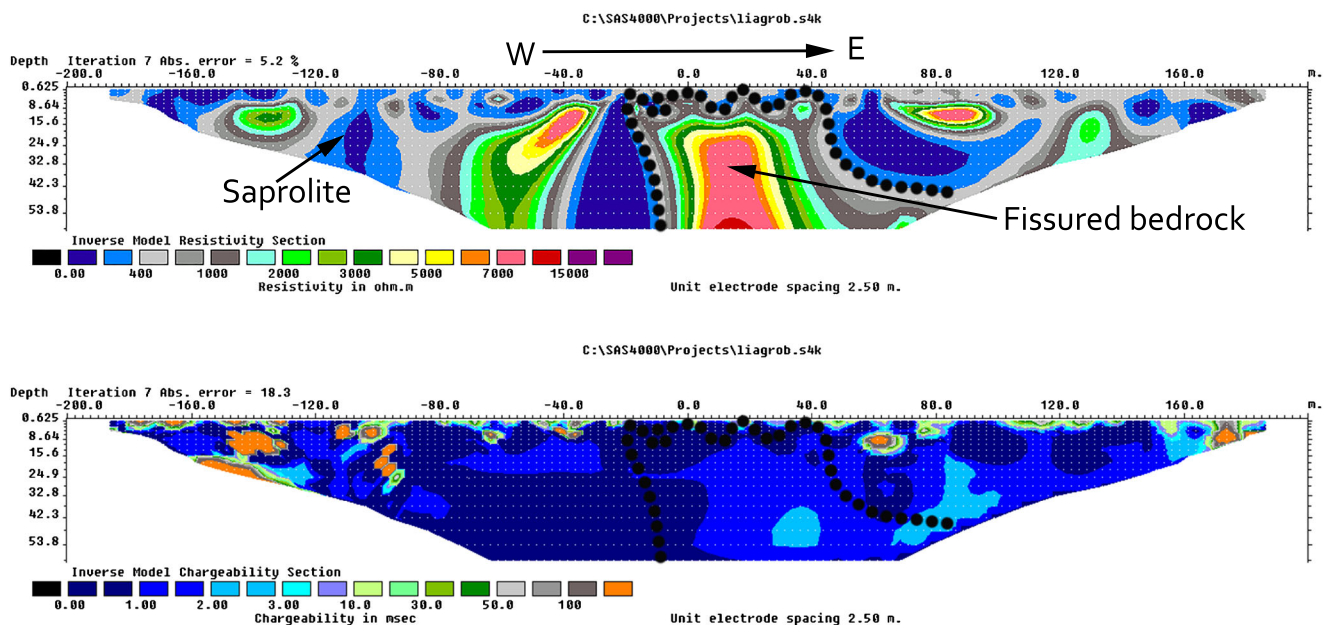 C:\SAS4000\Projects\liagrob.s4k
W E
Depth Iteration 7 Abs. error = 5.2 %
-200.0 -160.0 -120.0 -80.0 -40.0 0.0 40.0 80.0 120.0 160.0 m.
0.625
8.64
15.6
24.9
32.8
42.3
53.8
Saprolite
Fissured bedrock
Inverse Model Resistivity Section
0.00 400 1000 2000 3000 5000 7000 15000
Resistivity in ohm.m
Unit electrode spacing 2.50 m.
C:\SAS4000\Projects\liagrob.s4k
Depth Iteration 7 Abs. error = 18.3
-200.0 -160.0 -120.0 -80.0 -40.0 0.0 40.0 80.0 120.0 160.0 m.
0.625
8.64
15.6
24.9
32.8
42.3
53.8
Inverse Model Chargeability Section
0.00 1.00 2.00 3.00 10.0 30.0 50.0 100
Chargeability in msec
Unit electrode spacing 2.50 m.